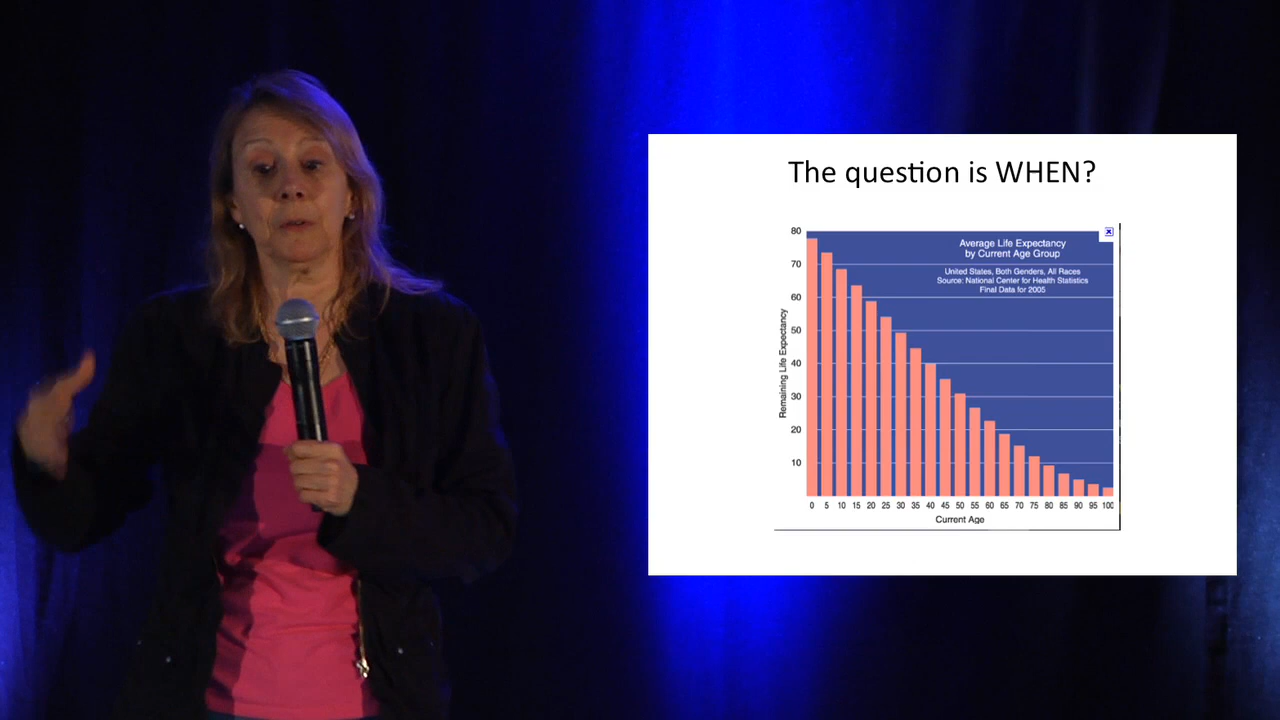 The question is WHEN?
Average Life Expectancy
by Current Age Group
United States, Both Genders, All Races
Source: National Center for Health Statistics
Final Data for 2005
Remaining Life Expectancy
80
70
60
50
40
30
20
10
0 5 10 15 20 25 30 35 40 45 50 55 60 65 70 75 80 85 90 95 100
Current Age